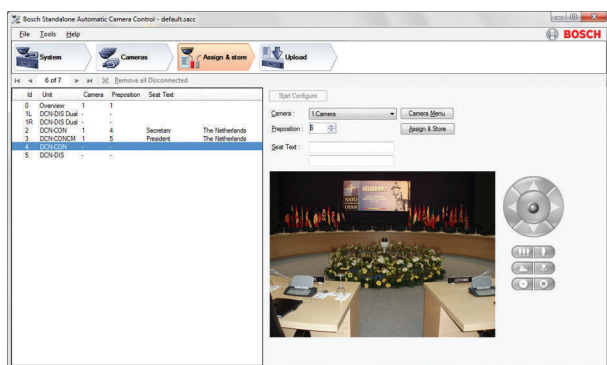 Bosch Standalone Automatic Camera Control - default.sacc
File Tools Help
BOSCH
System Cameras Assign & store Upload
6 of 7 Remove all Disconnected
Id Unit Camera Preposition Seat Text
0 Overview 1 1
1L DCN-DIS Dual - -
1R DCN-DIS Dual - -
2 DCN-CON 1 4 Secretary The Netherlands
3 DCN-CONCM 1 5 President The Netherlands
4 DCN-CON - -
5 DCN-DIS - -
Start Configure
Camera : 1:Camera Camera Menu
Preposition : 6 Assign & Store
Seat Text :
NATO
OTAN